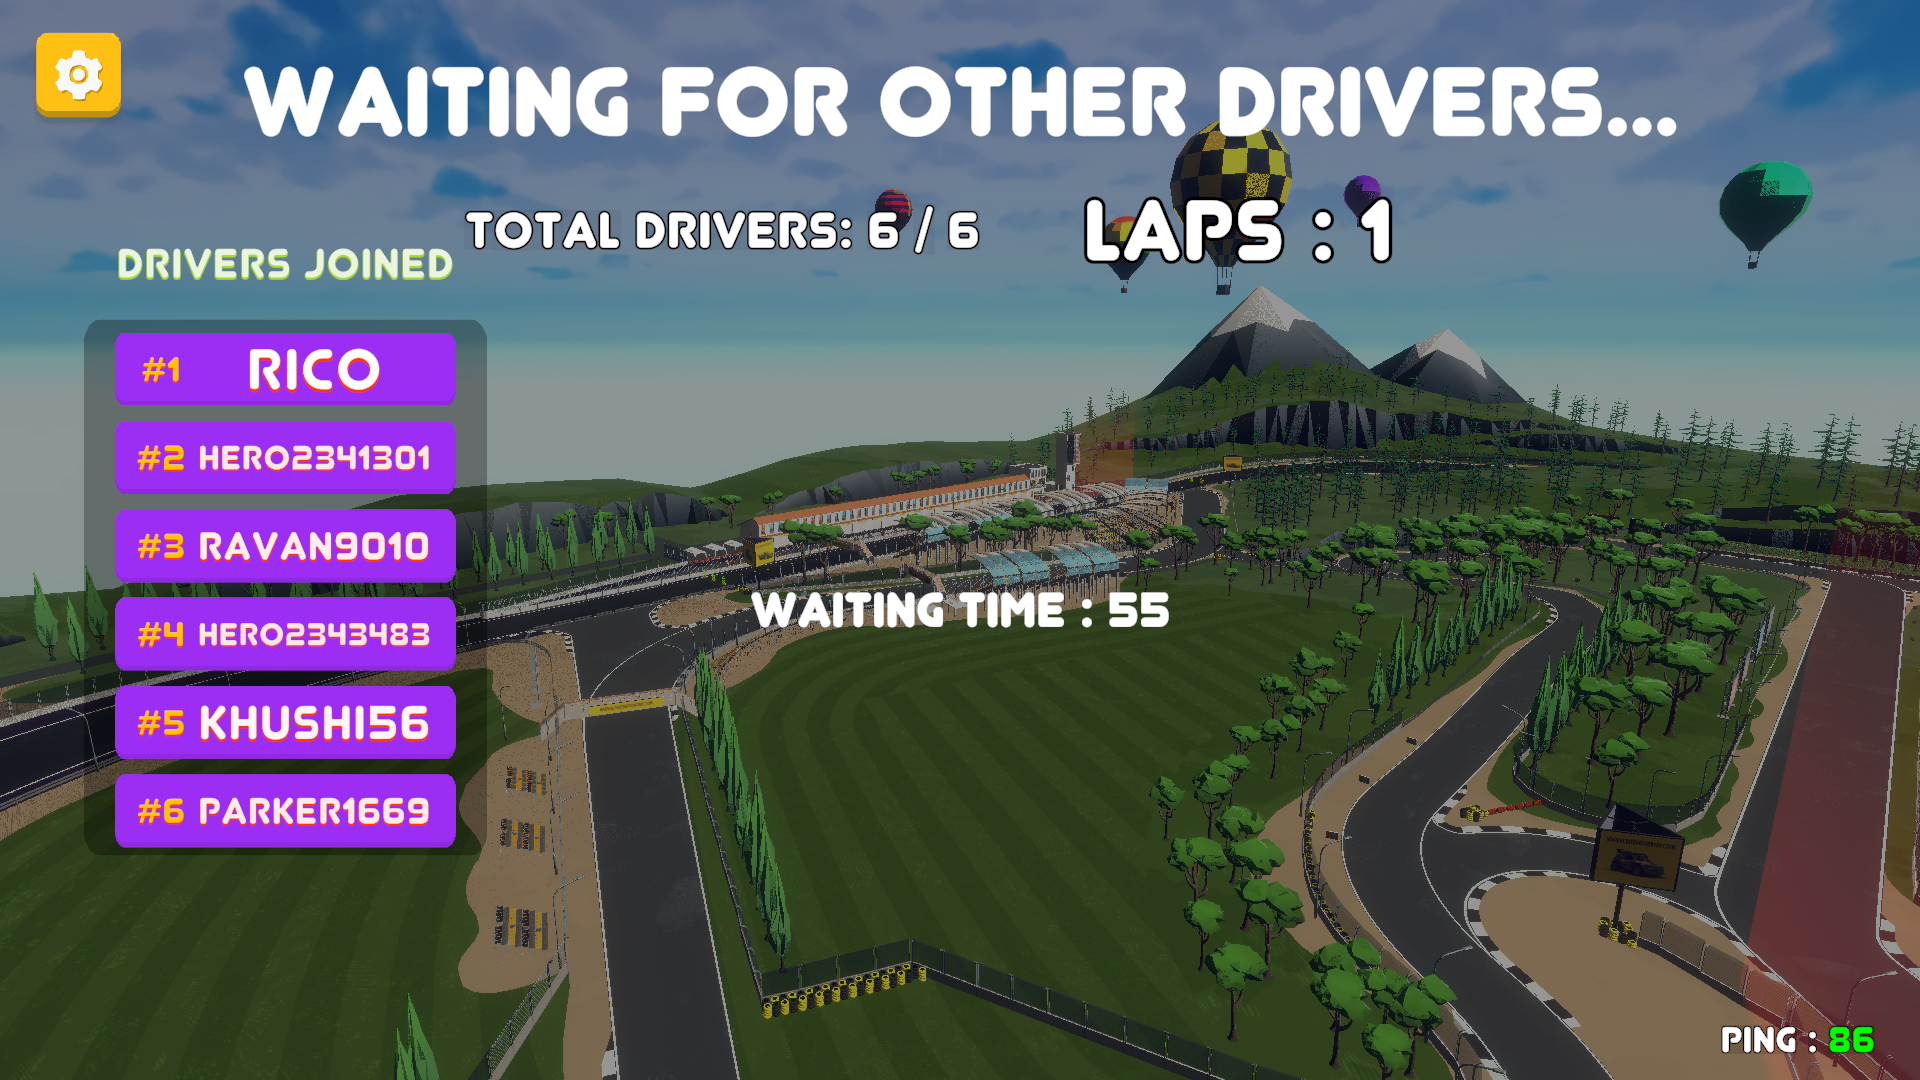 WAITING FOR OTHER DRIVERS...
TOTAL DRIVERS: 6 / 6
LAPS : 1
DRIVERS JOINED
#1 RICO
#2 HERO2341301
#3 RAVAN9010
#4 HERO2343483
#5 KHUSHI56
#6 PARKER1669
WAITING TIME : 55
PING : 86